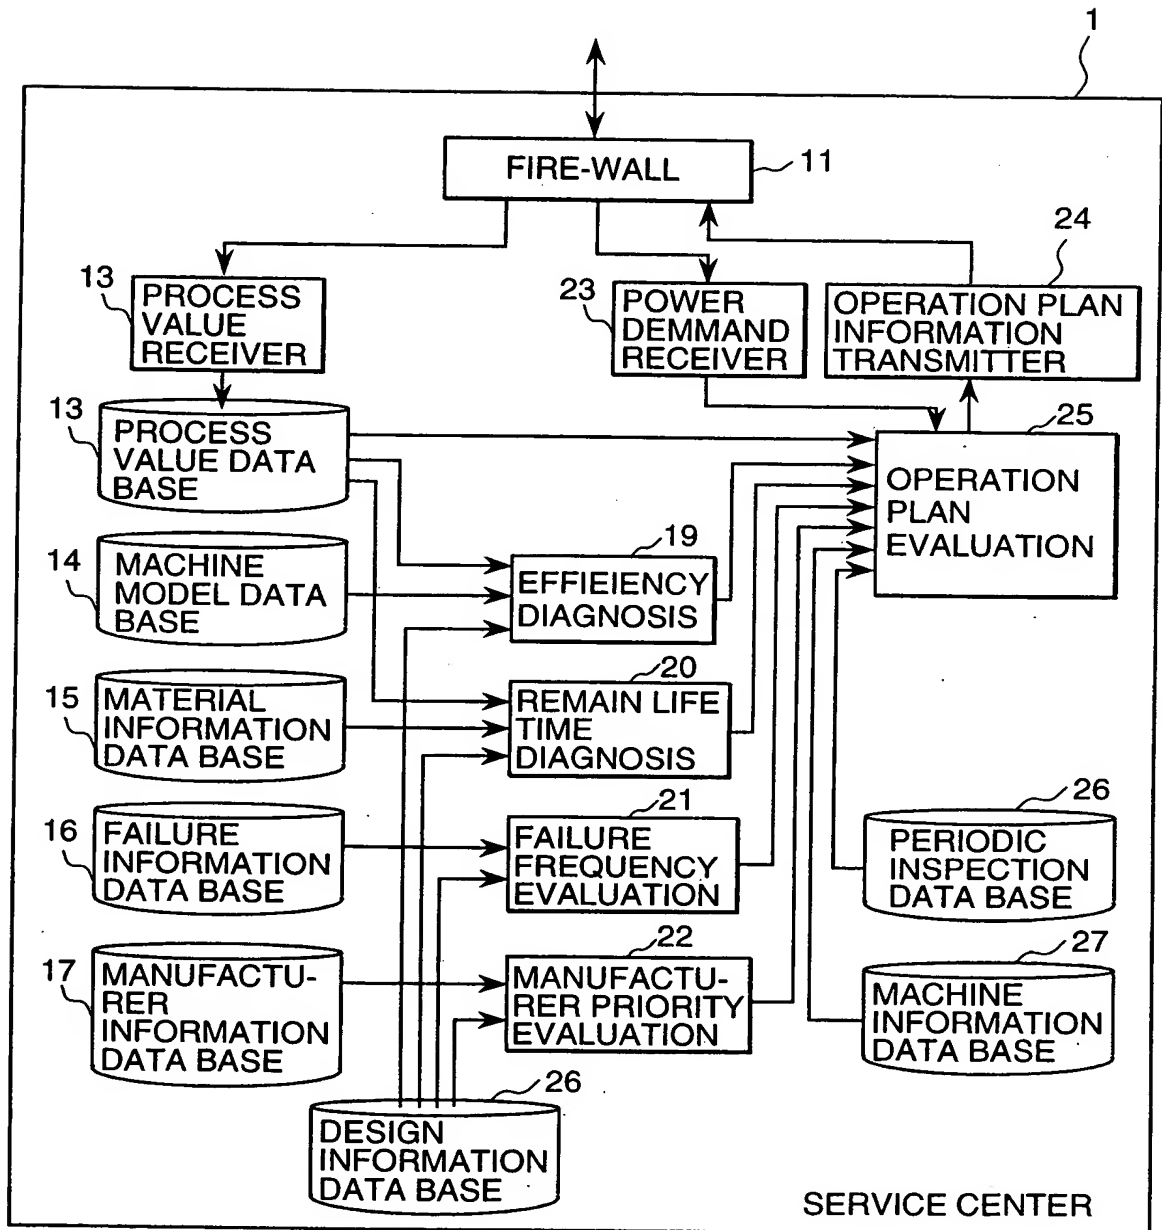 1
FIRE-WALL
11
24
13
PROCESS
VALUE
RECEIVER
23
POWER
DEMMAND
RECEIVER
OPERATION PLAN
INFORMATION
TRANSMITTER
13
PROCESS
VALUE DATA
BASE
25
OPERATION
PLAN
EVALUATION
14
MACHINE
MODEL DATA
BASE
19
EFFIEIENCY
DIAGNOSIS
15
MATERIAL
INFORMATION
DATA BASE
20
REMAIN LIFE
TIME
DIAGNOSIS
16
FAILURE
INFORMATION
DATA BASE
21
FAILURE
FREQUENCY
EVALUATION
26
PERIODIC
INSPECTION
DATA BASE
17
MANUFACTU-
RER
INFORMATION
DATA BASE
22
MANUFACTU-
RER PRIORITY
EVALUATION
27
MACHINE
INFORMATION
DATA BASE
26
DESIGN
INFORMATION
DATA BASE
SERVICE CENTER